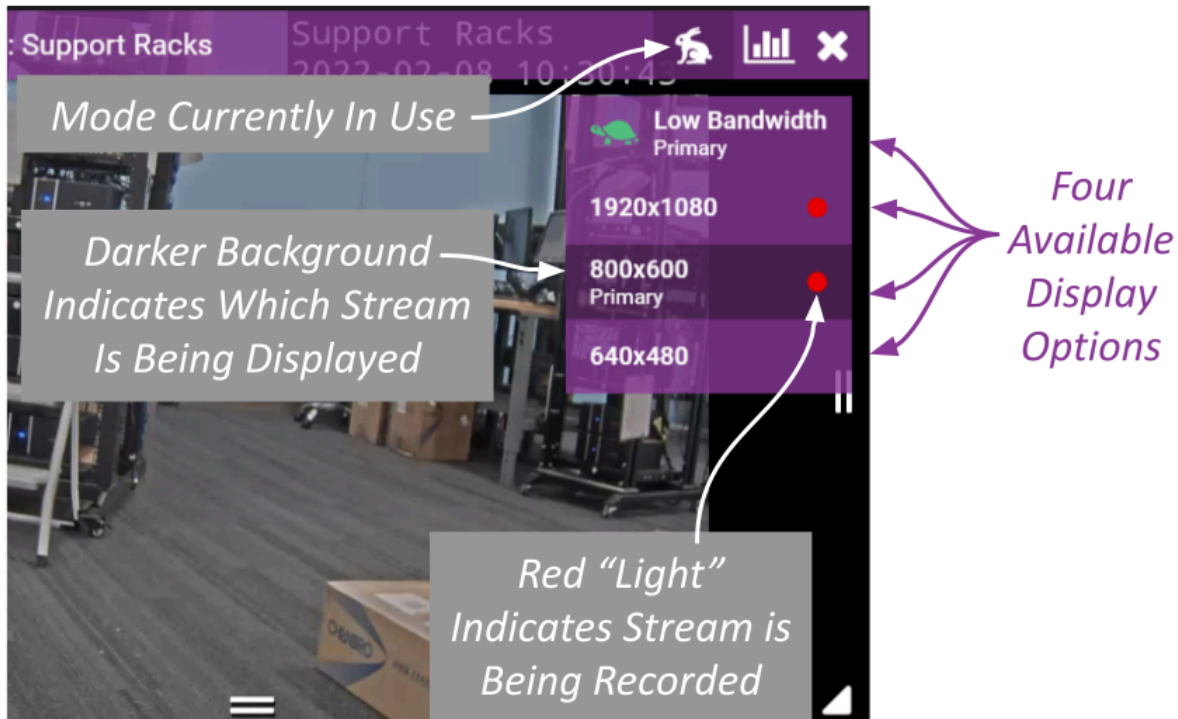 : Support Racks
Support Racks
2022-02-08 10:30:43
Mode Currently In Use
Low Bandwidth
Primary
1920x1080
800x600
Primary
640x480
Darker Background
Indicates Which Stream
Is Being Displayed
Four
Available
Display
Options
Red “Light”
Indicates Stream is
Being Recorded
CHENBRO